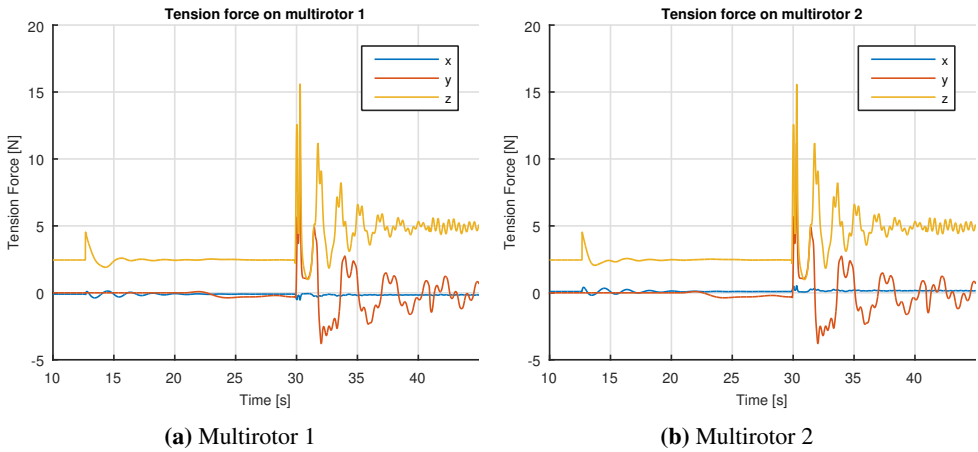 Tension force on multirotor 1
20
15
10
5
0
-5
Tension Force [N]
x
y
z
10 15 20 25 30 35 40
Time [s]
(a) Multirotor 1
Tension force on multirotor 2
20
15
10
5
0
-5
Tension Force [N]
x
y
z
10 15 20 25 30 35 40 45
Time [s]
(b) Multirotor 2